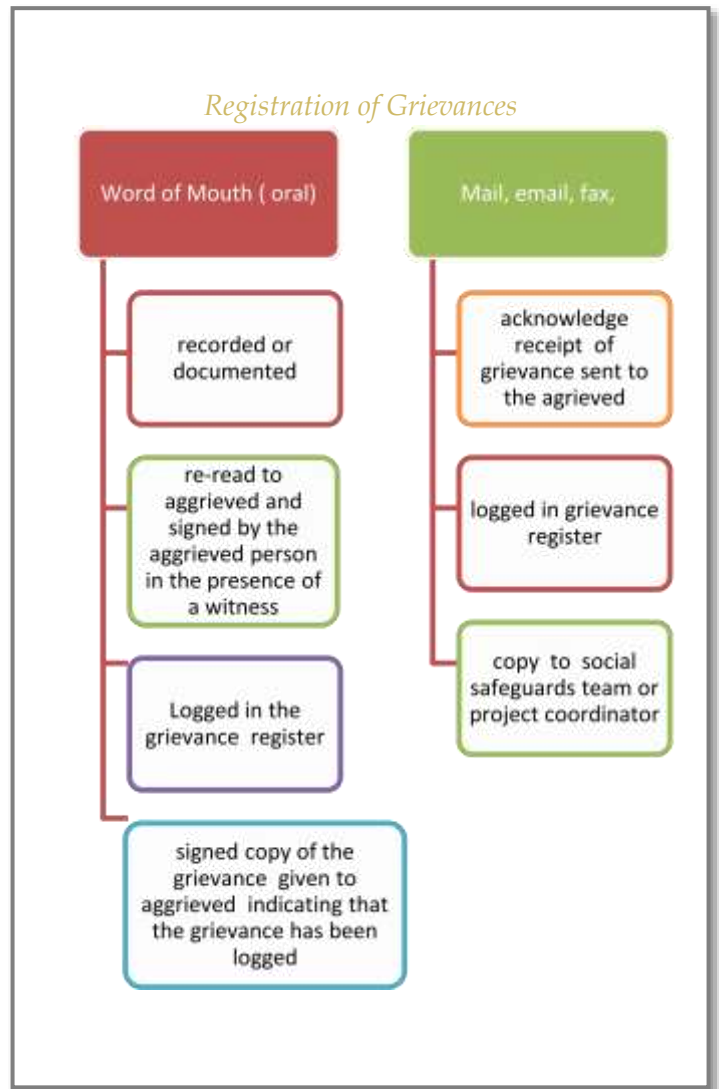 Registration of Grievances
Word of Mouth ( oral)
recorded or
documented
re-read to
aggrieved and
signed by the
aggrieved person
in the presence of
a witness
Logged in the
grievance register
signed copy of the
grievance given to
aggrieved indicating that
the grievance has been
logged
Mail, email, fax,
acknowledge
receipt of
grievance sent to
the agrieved
logged in grievance
register
copy to social
safeguards team or
project coordinator